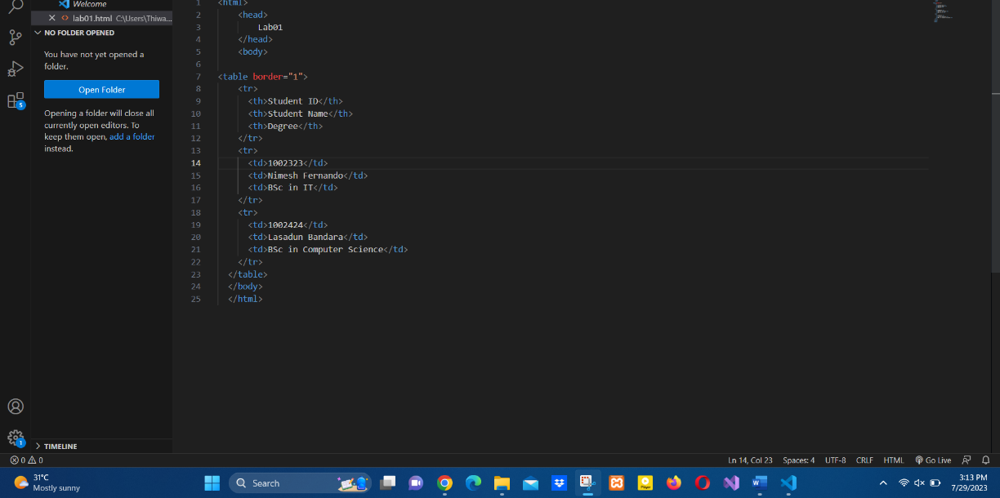 Welcome
lab01.html C:\Users\Thiwa...
NO FOLDER OPENED
You have not yet opened a
folder.
Open Folder
Opening a folder will close all
currently open editors. To
keep them open, add a folder
instead.
5
1
TIMELINE
1 <html>
2 <head>
3 Lab01
4 </head>
5 <body>
6
7 <table border="1">
8 <tr>
9 <th>Student ID</th>
10 <th>Student Name</th>
11 <th>Degree</th>
12 </tr>
13 <tr>
14 <td>1002323</td>
15 <td>Nimesh Fernando</td>
16 <td>BSc in IT</td>
17 </tr>
18 <tr>
19 <td>1002424</td>
20 <td>Lasadun Bandara</td>
21 <td>BSc in Computer Science</td>
22 </tr>
23 </table>
24 </body>
25 </html>
0 0
Ln 14, Col 23 Spaces: 4 UTF-8 CRLF HTML Go Live
31°C
Mostly sunny
Search
Player
3:13 PM
7/29/2023